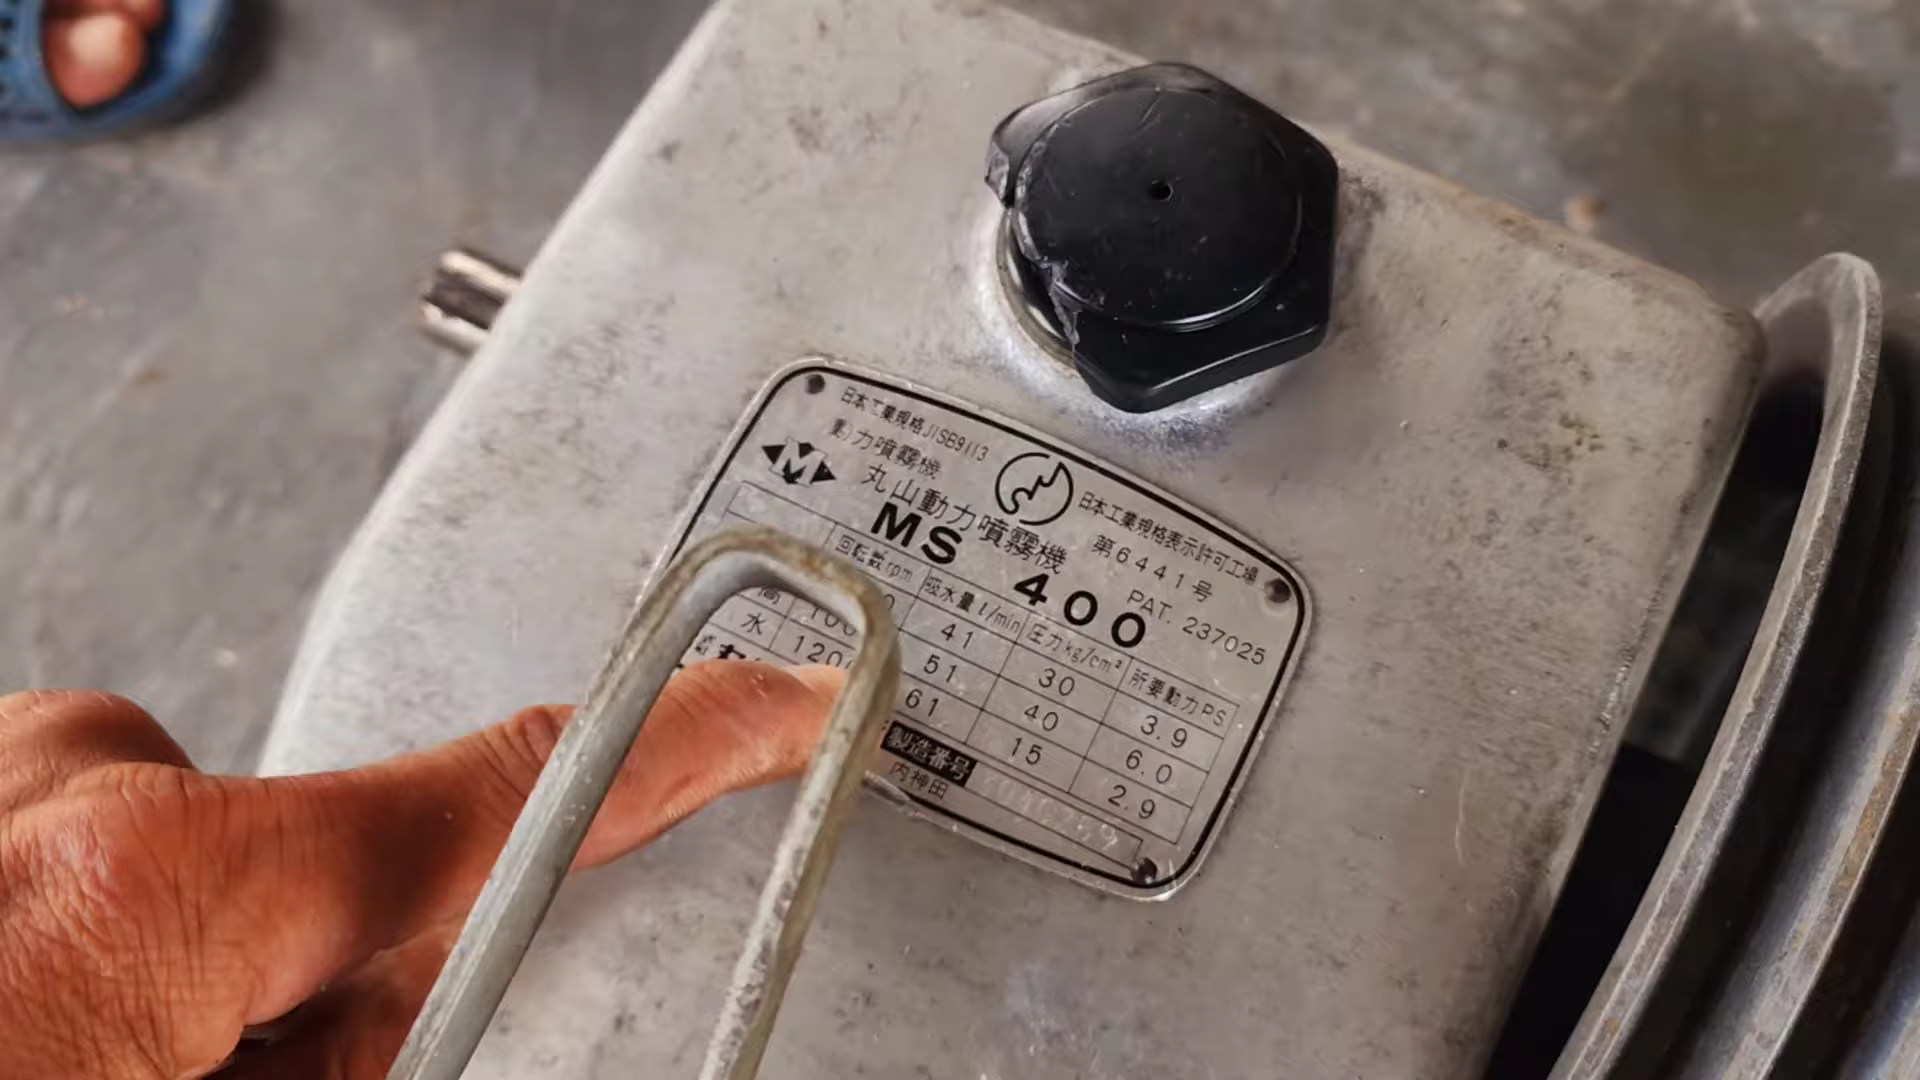 日本工業規格JISB9113
動力噴霧機
M
丸山動力噴霧機
MS 400
日本工業規格表示許可工場
第6441号
PAT. 237025
回転数rpm 吸水量 ℓ/min 圧力kg/cm² 所要動力PS
高 41 30 3.9
水 51 40 6.0
61 15 2.9
製造番号
内神田